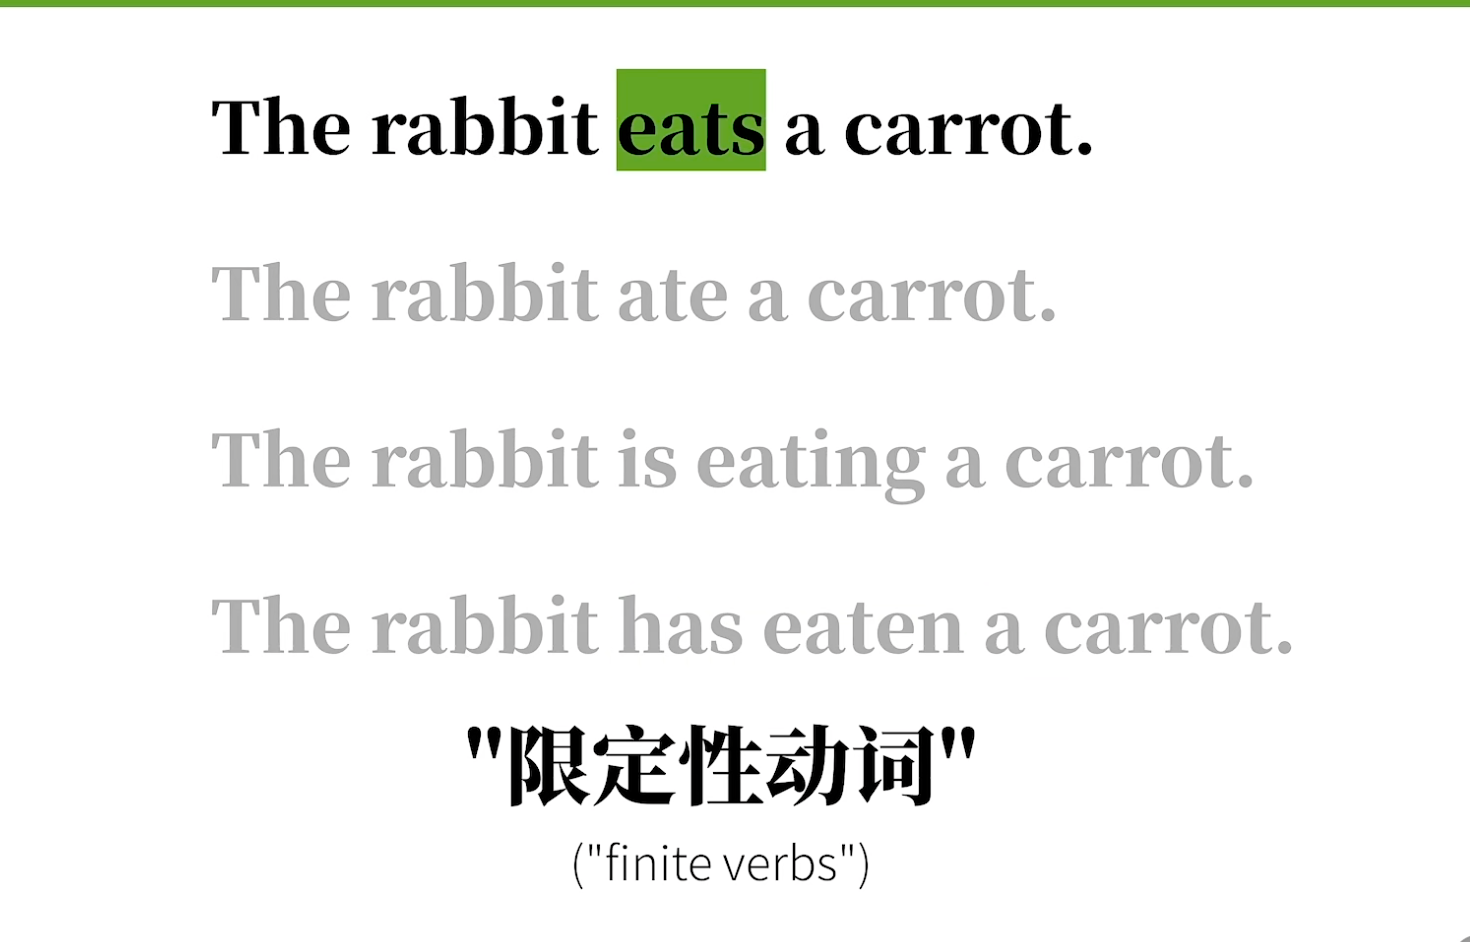 The rabbit eats a carrot.
The rabbit ate a carrot.
The rabbit is eating a carrot.
The rabbit has eaten a carrot.
"限定性动词"
("finite verbs")